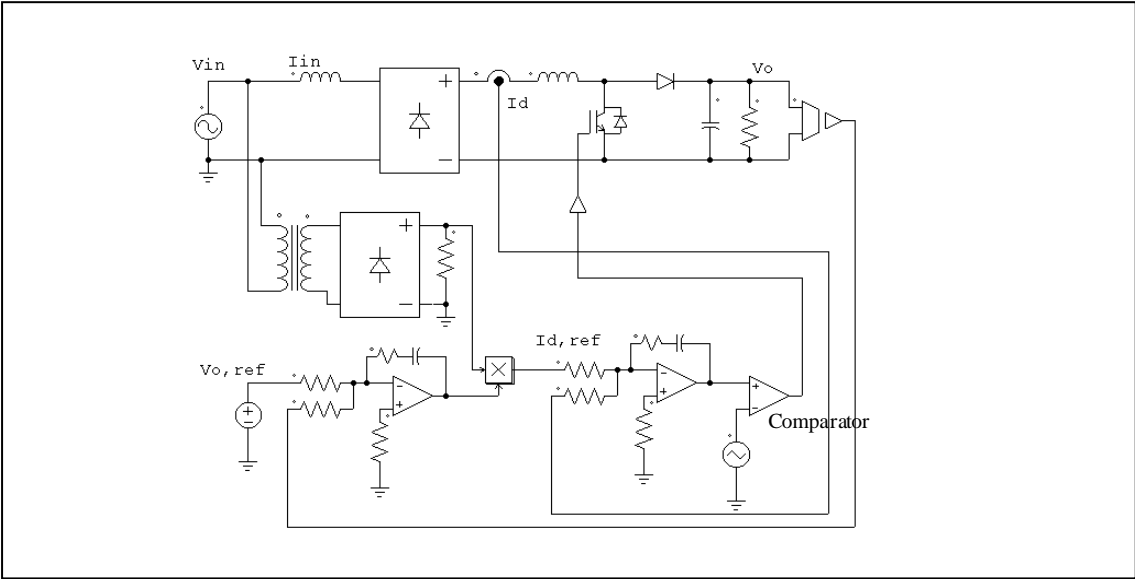 Vin
Iin
Id
Vo
Vo,ref
Id,ref
Comparator